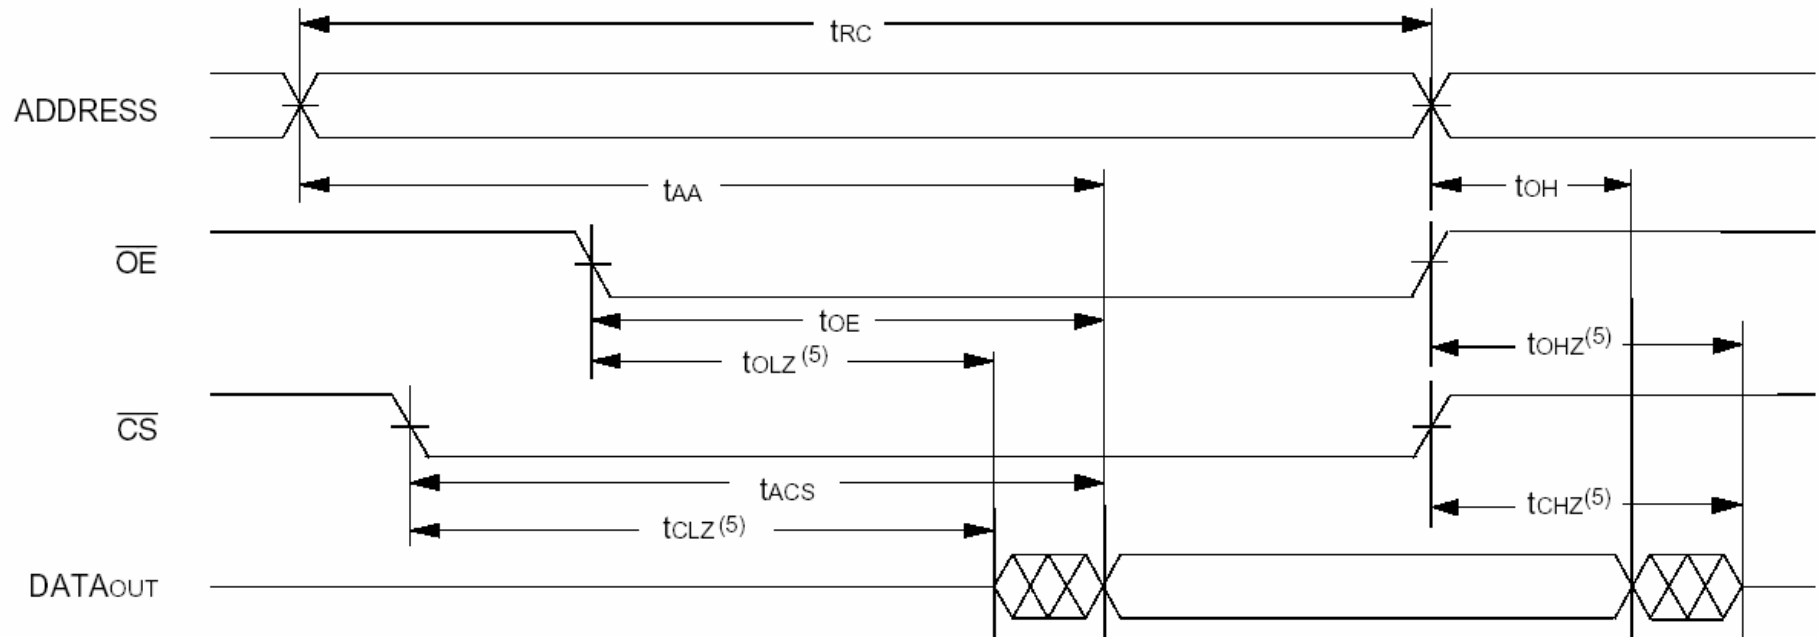 tRC
ADDRESS
tAA
tOH
OE
tOE
tOLZ(5)
tOHZ(5)
CS
tACS
tCLZ(5)
tCHZ(5)
DATAOUT